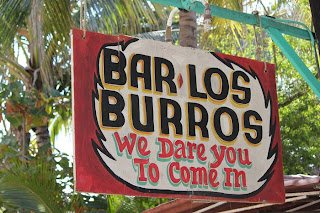 BAR • LOS
BURROS
We Dare you
To Come in